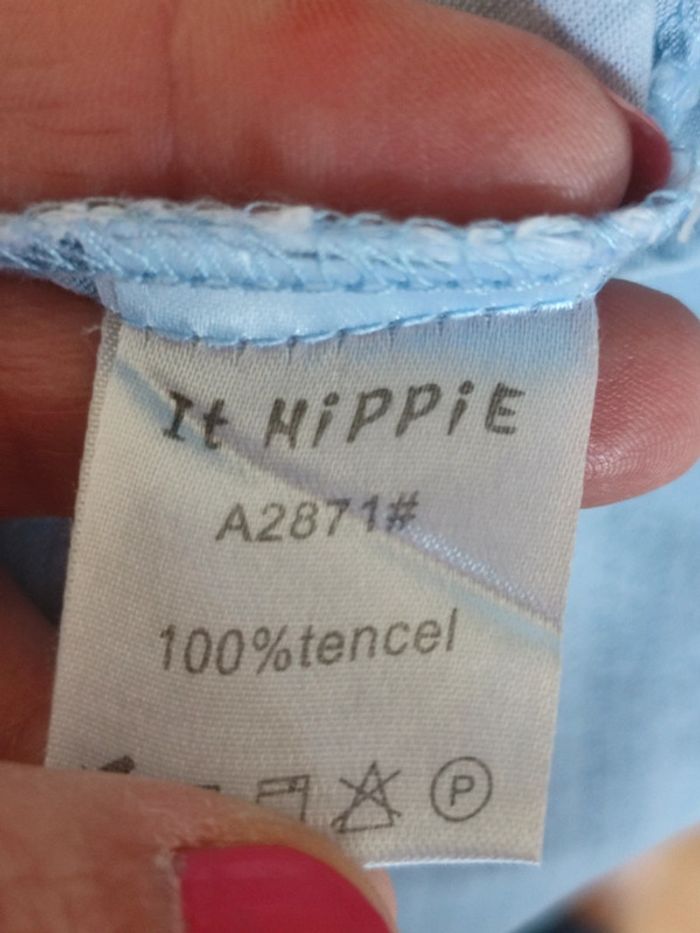 It HiPPiE
A2871#
100%tencel
P